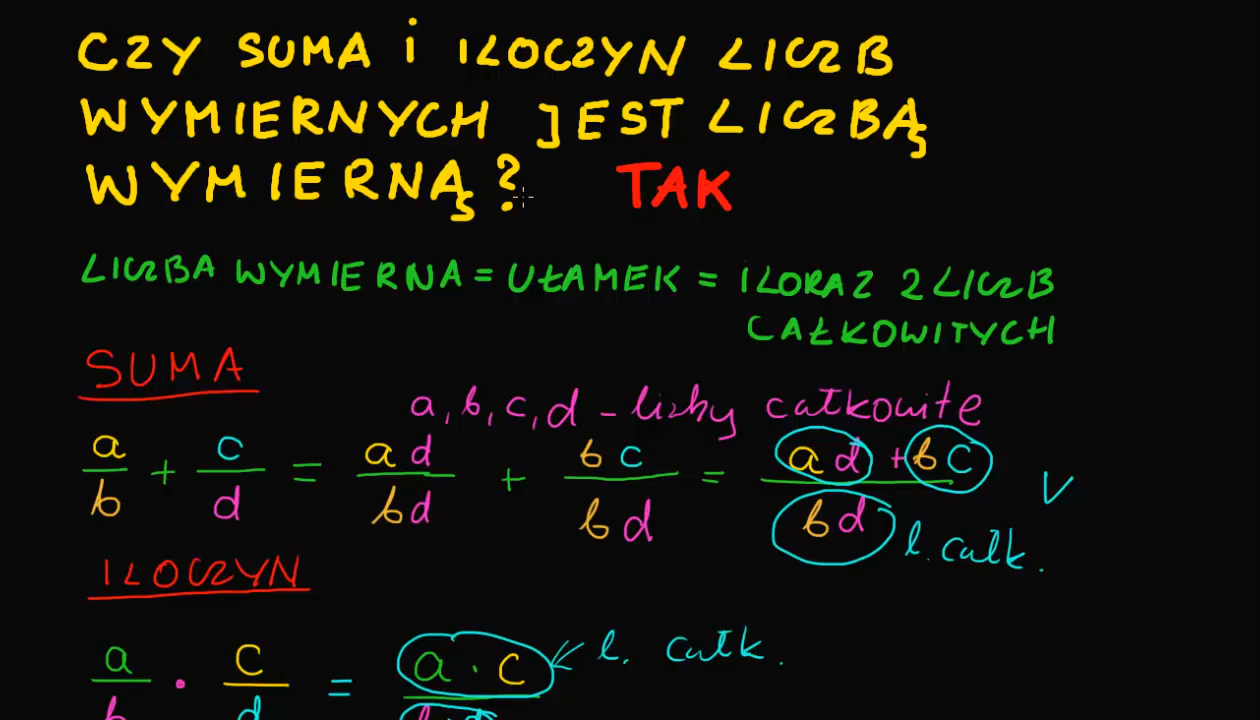 CZY SUMA i ILOCZYN LICZB
WYMIERNYCH JEST LICZBĄ
WYMIERNĄ? TAK
LICZBA WYMIERNA = UŁAMEK = ILORAZ 2 LICZB
CAŁKOWITYCH
SUMA
a, b, c, d - liczby całkowite
a/b + c/d = ad/bd + bc/bd = ad + bc/bd V
l. całk.
ILOCZYN
a/b · c/d = a · c/b · d
l. całk.